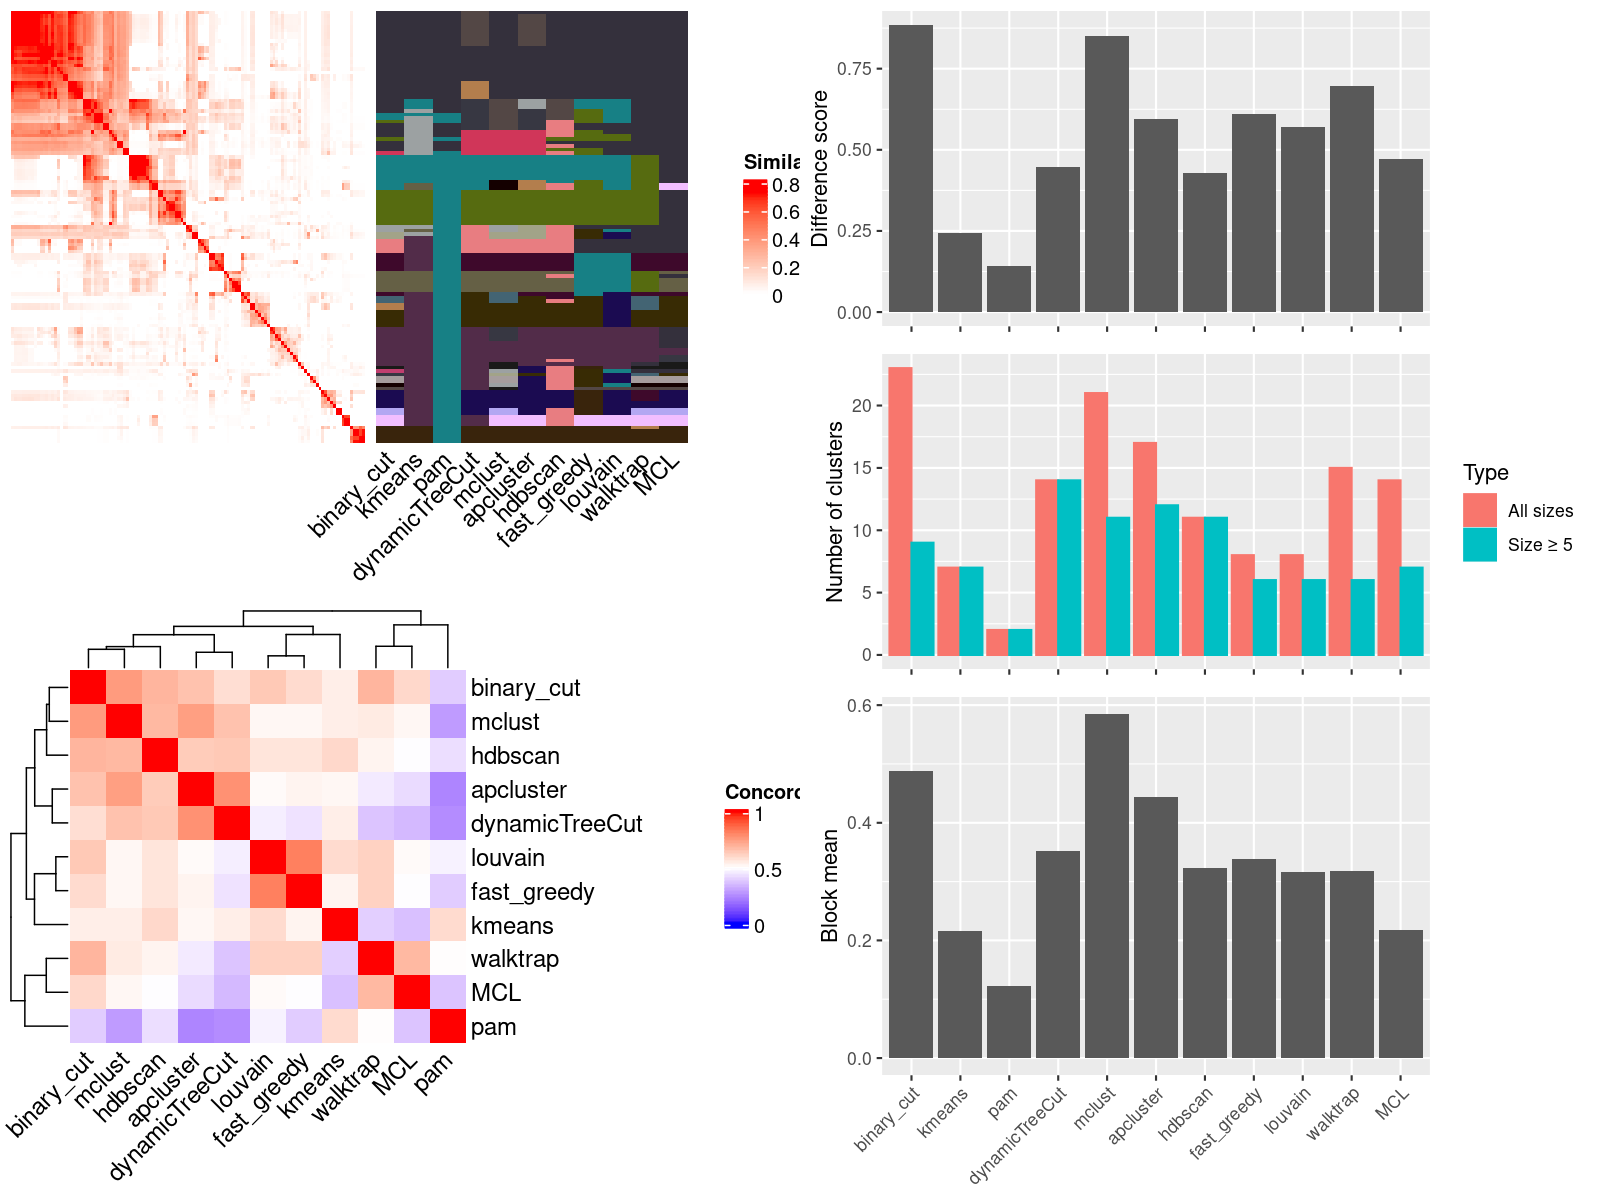 Simila
0.8
0.6
0.4
0.2
0
binary_cut
kmeans
pam
dynamicTreeCut
mclust
apcluster
hdbscan
fast_greedy
louvain
walktrap
MCL
Difference score
0.75
0.50
0.25
0.00
Number of clusters
20
15
10
5
0
Type
All sizes
Size ≥ 5
Block mean
0.6
0.4
0.2
0.0
binary_cut
kmeans
pam
dynamicTreeCut
mclust
apcluster
hdbscan
fast_greedy
louvain
walktrap
MCL
binary_cut
mclust
hdbscan
apcluster
dynamicTreeCut
louvain
fast_greedy
kmeans
walktrap
MCL
pam
binary_cut
mclust
hdbscan
apcluster
dynamicTreeCut
louvain
fast_greedy
kmeans
walktrap
MCL
pam
Concorc
1
0.5
0